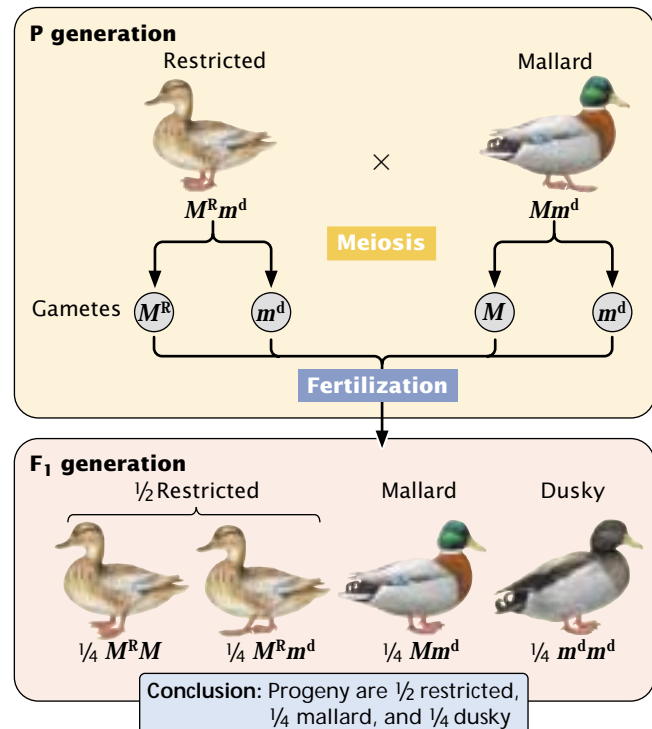 P generation
Restricted Mallard
×
Mᴿmᵈ Mmᵈ
Meiosis
Gametes Mᴿ mᵈ M mᵈ
Fertilization
F₁ generation
½ Restricted Mallard Dusky
¼ MᴿM ¼ Mᴿmᵈ ¼ Mmᵈ ¼ mᵈmᵈ
Conclusion: Progeny are ½ restricted,
¼ mallard, and ¼ dusky